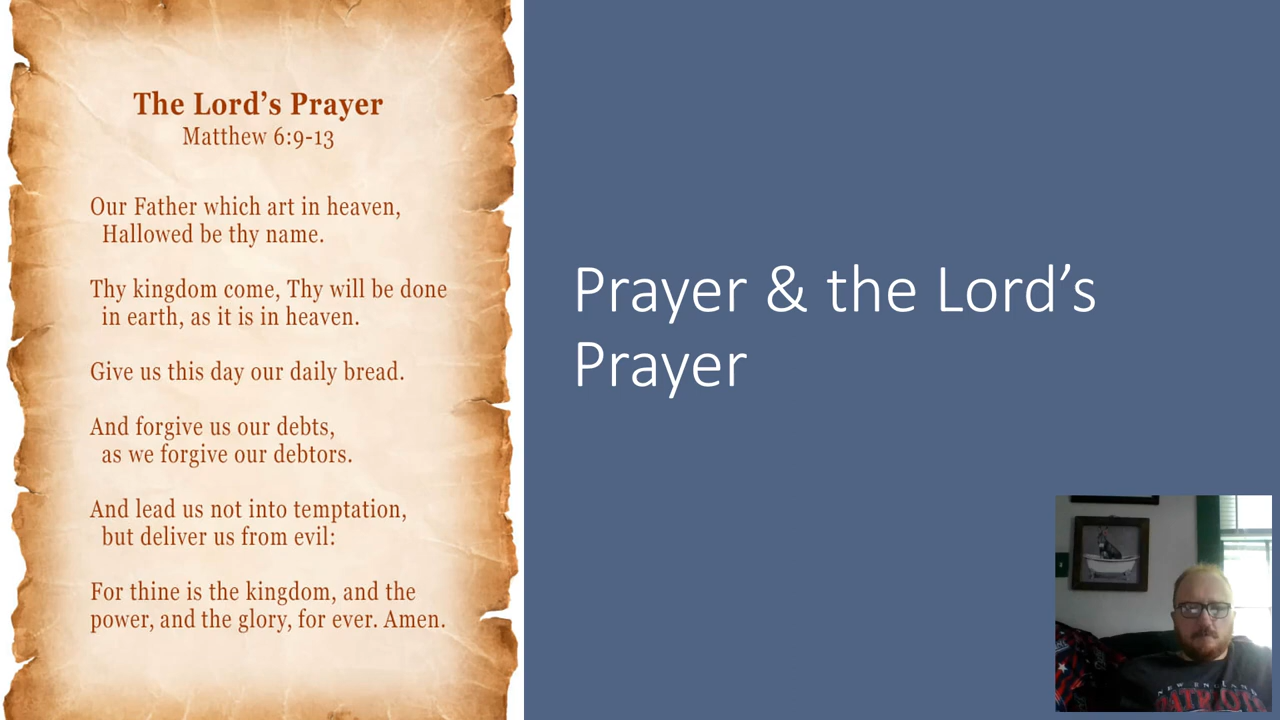 The Lord's Prayer
Matthew 6:9-13
Our Father which art in heaven,
Hallowed be thy name.
Thy kingdom come, Thy will be done
in earth, as it is in heaven.
Give us this day our daily bread.
And forgive us our debts,
as we forgive our debtors.
And lead us not into temptation,
but deliver us from evil:
For thine is the kingdom, and the
power, and the glory, for ever. Amen.
Prayer & the Lord's
Prayer
NEW ENGLAND
PATRIOTS